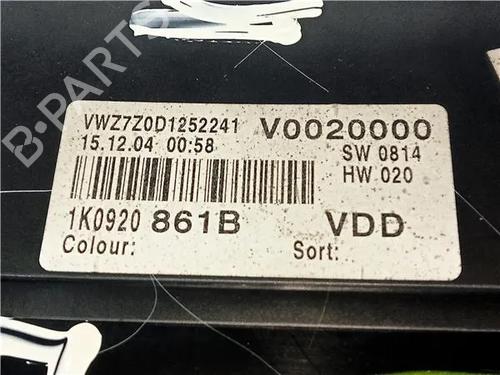 B-PARTS
VWZ7Z0D1252241 V0020000
15.12.04 00:58 SW 0814
HW 020
1K0920 861B VDD
Colour: Sort: